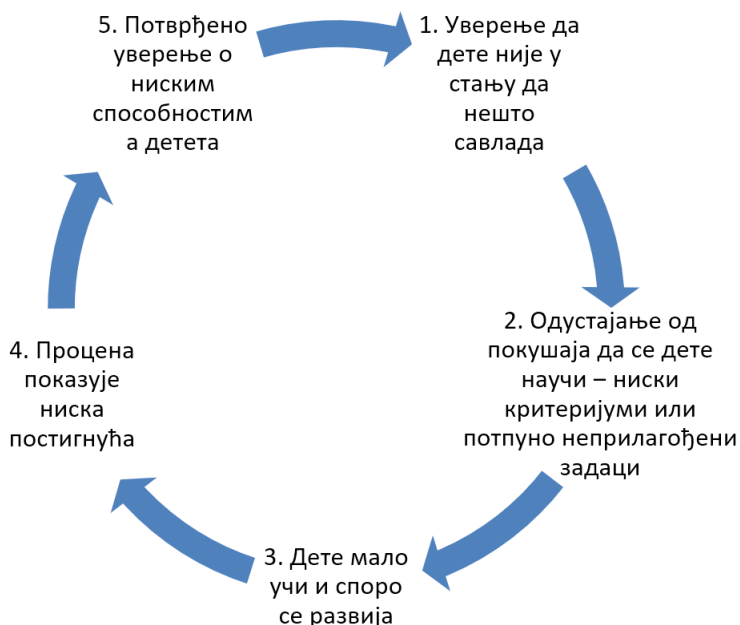 1. Уверење да
дете није у
стању да
нешто
савлада
2. Одустајање од
покушаја да се дете
научи – ниски
критеријуми или
потпуно неприлагођени
задаци
3. Дете мало
учи и споро
се развија
4. Процена
показује
ниска
постигнућа
5. Потврђено
уверење о
ниским
способностим
а детета